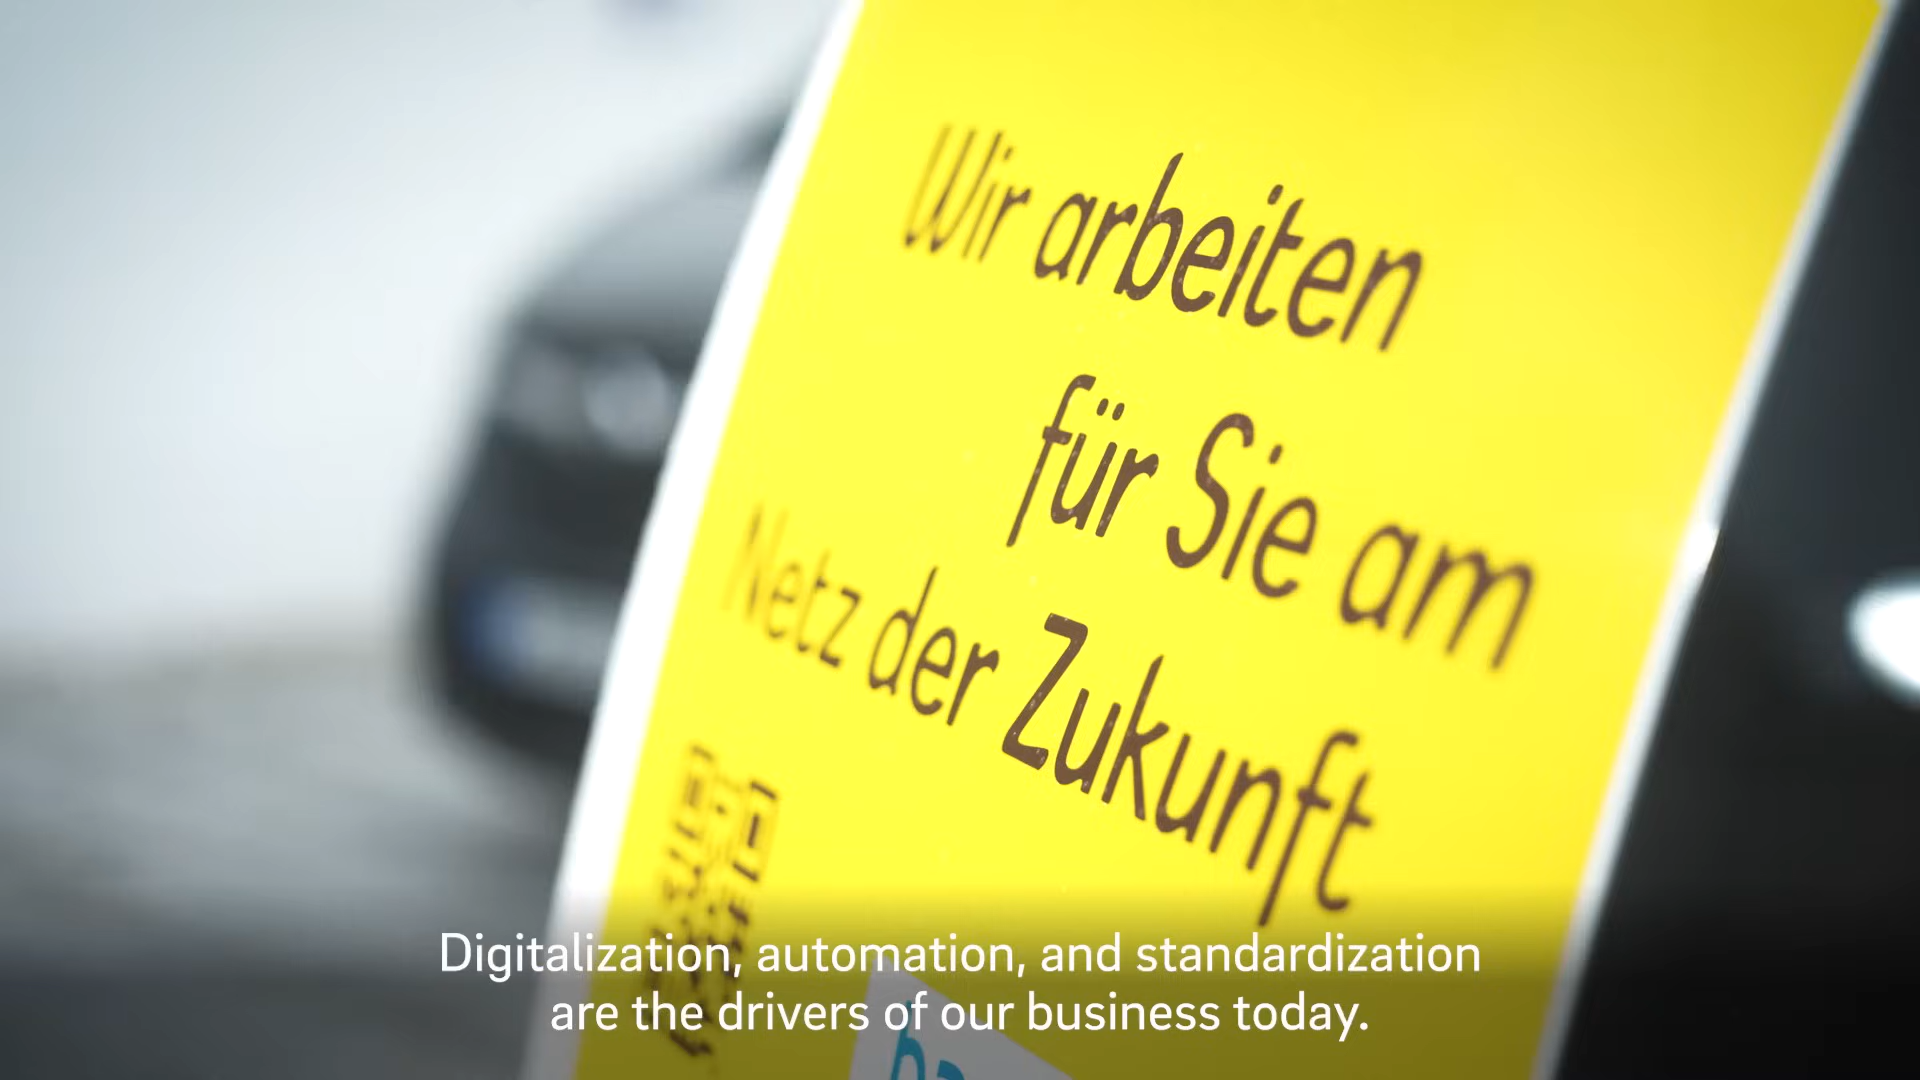 Wir arbeiten
für Sie am
Netz der Zukunft
Digitalization, automation, and standardization
are the drivers of our business today.